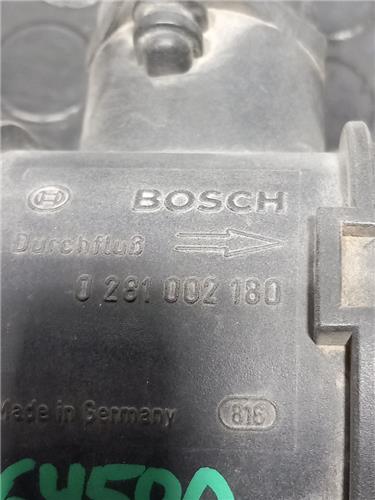 BOSCH
Durchfluß
0 281 002 180
Made in Germany 816